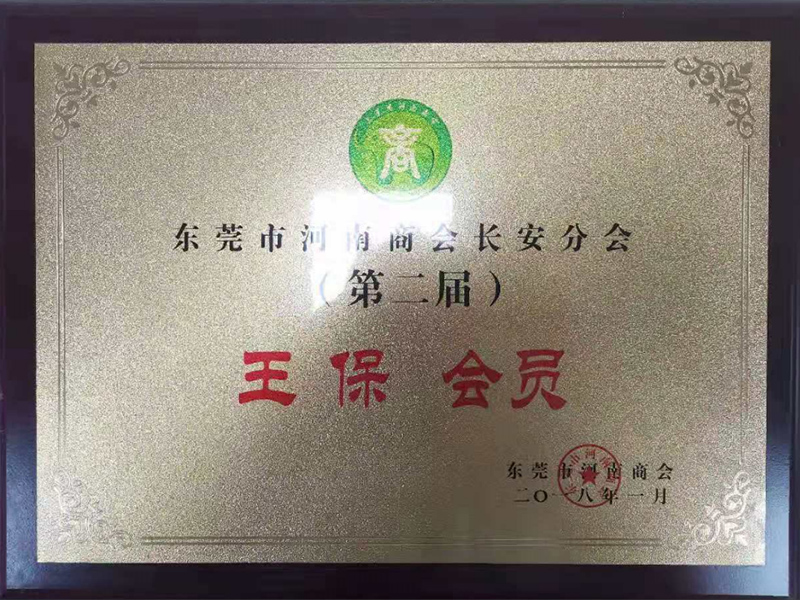 商
东莞市河南商会长安分会
（第二届）
王保 会员
东莞市河南商会
二〇一八年一月